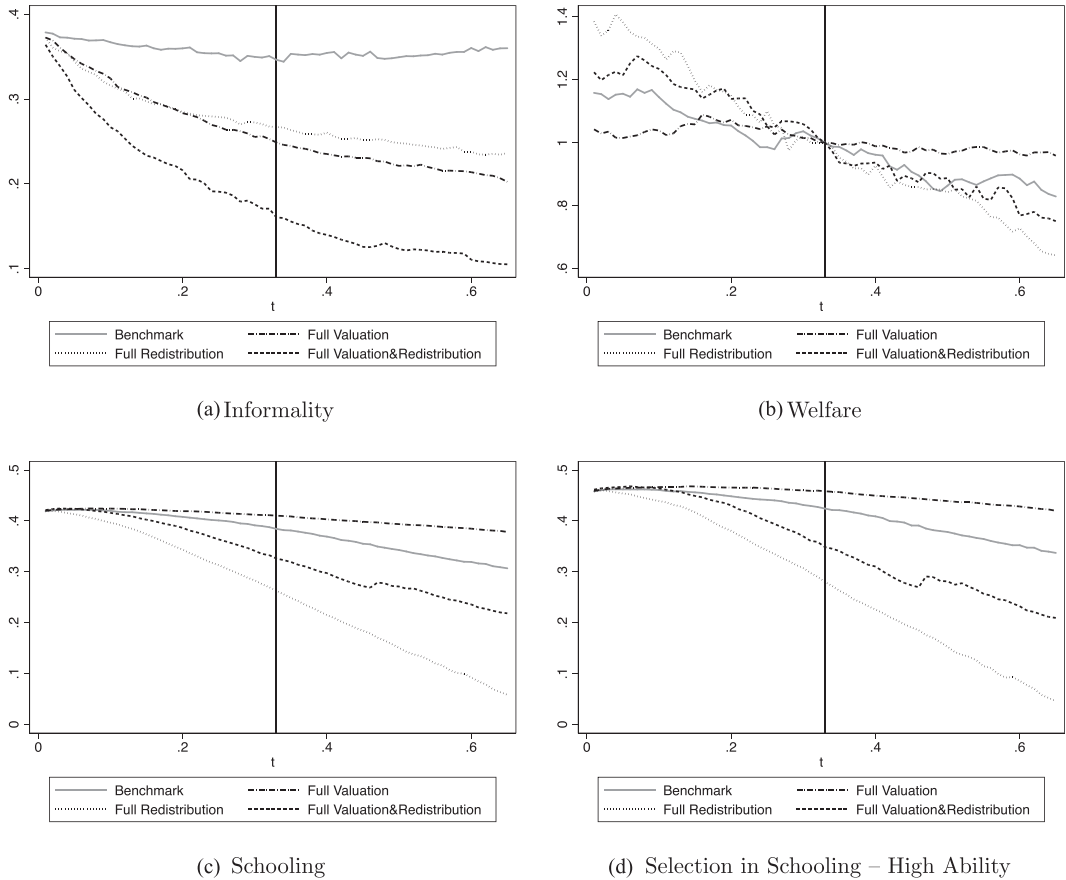 .4
.3
.2
.1
0 .2 .4 .6
t
Benchmark Full Valuation
Full Redistribution Full Valuation&Redistribution
(a) Informality
1.4
1.2
1
.8
.6
0 .2 .4 .6
t
Benchmark Full Valuation
Full Redistribution Full Valuation&Redistribution
(b) Welfare
.5
.4
.3
.2
.1
0
0 .2 .4 .6
t
Benchmark Full Valuation
Full Redistribution Full Valuation&Redistribution
(c) Schooling
.5
.4
.3
.2
.1
0
0 .2 .4 .6
t
Benchmark Full Valuation
Full Redistribution Full Valuation&Redistribution
(d) Selection in Schooling – High Ability